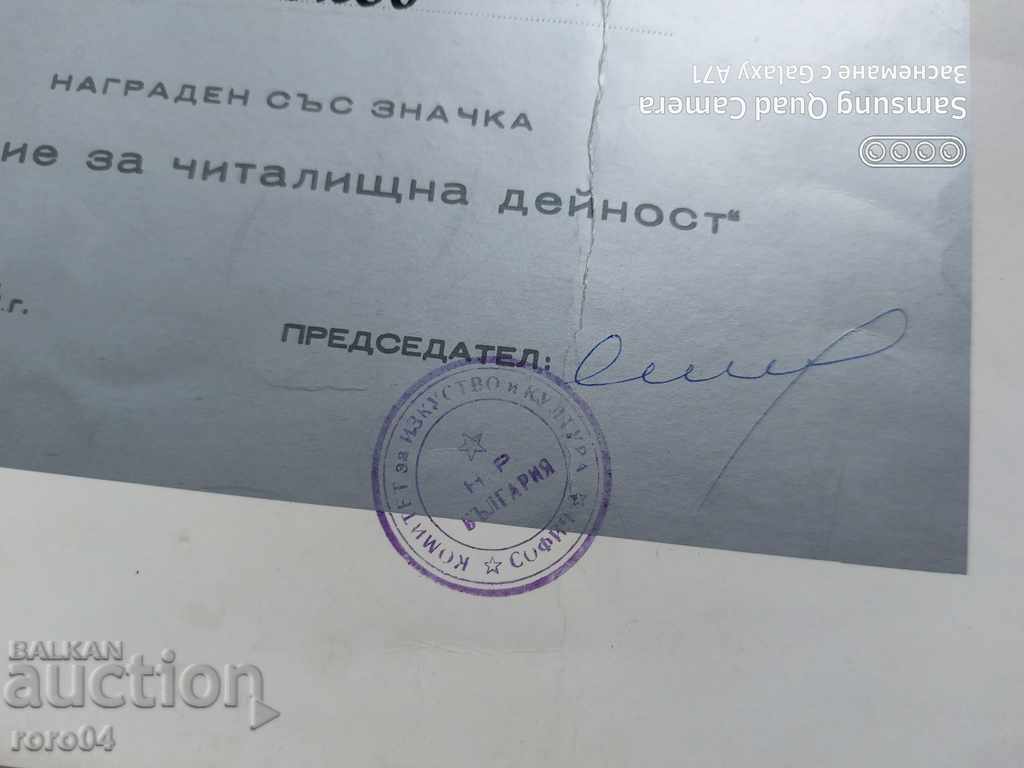 НАГРАДЕН СЪС ЗНАЧКА
ие за читалищна дейност“
г.
ПРЕДСЕДАТЕЛ:
КОМИТЕТ за ИЗКУСТВО и КУЛТУРА
СОФИЯ
Н Р
БЪЛГАРИЯ
Samsung Quad Camera
Заснемане с Galaxy A71
BALKAN
auction
roro04